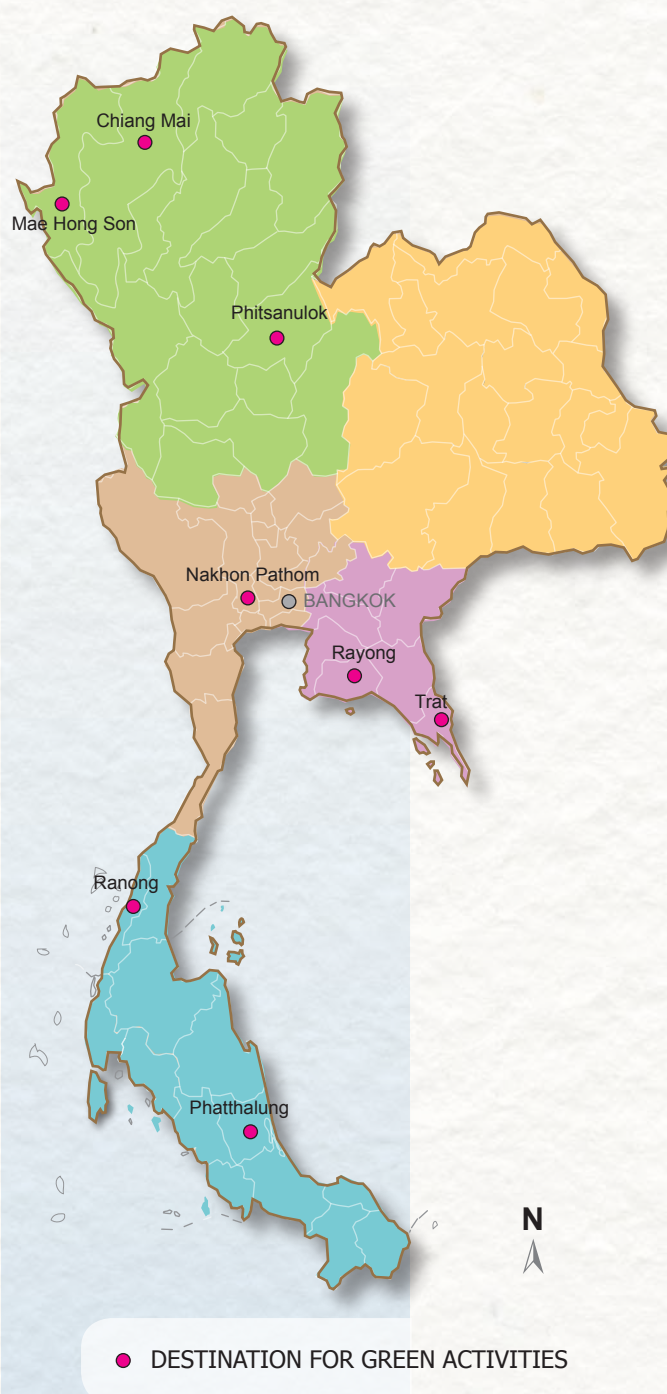 Chiang Mai
Mae Hong Son
Phitsanulok
Nakhon Pathom
BANGKOK
Rayong
Trat
Ranong
Phatthalung
N
DESTINATION FOR GREEN ACTIVITIES